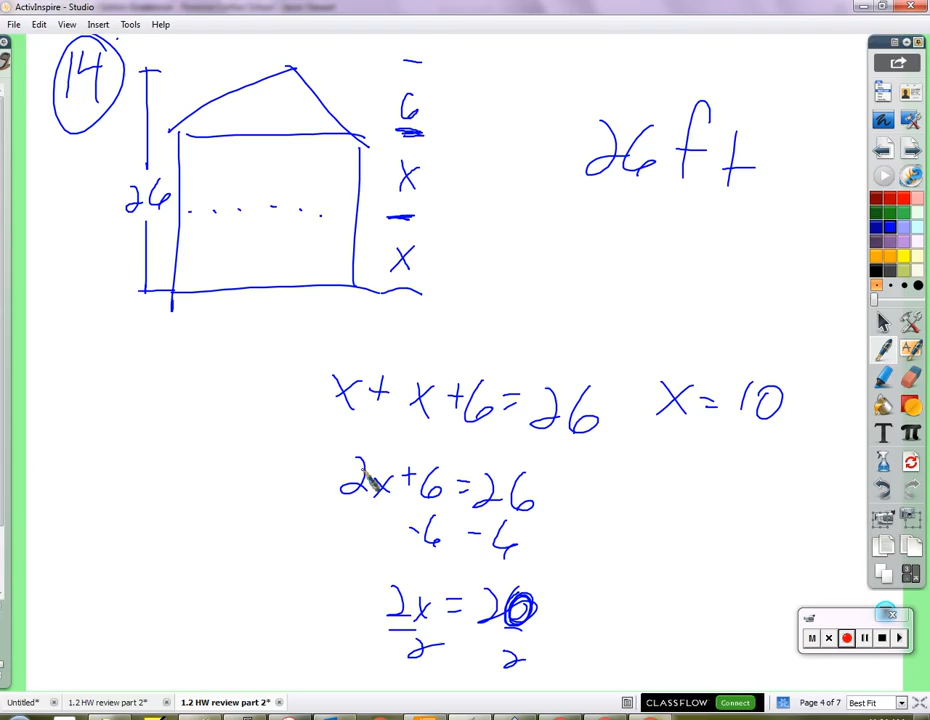 ActivInspire - Studio
File Edit View Insert Tools Help
14
26
6
x
x
26 ft
x + x + 6 = 26 x = 10
2x + 6 = 26
-6 -6
2x = 20
2 2
M
Untitled* 1.2 HW review part 2* 1.2 HW review part 2*
CLASSFLOW Connect
Page 4 of 7 Best Fit